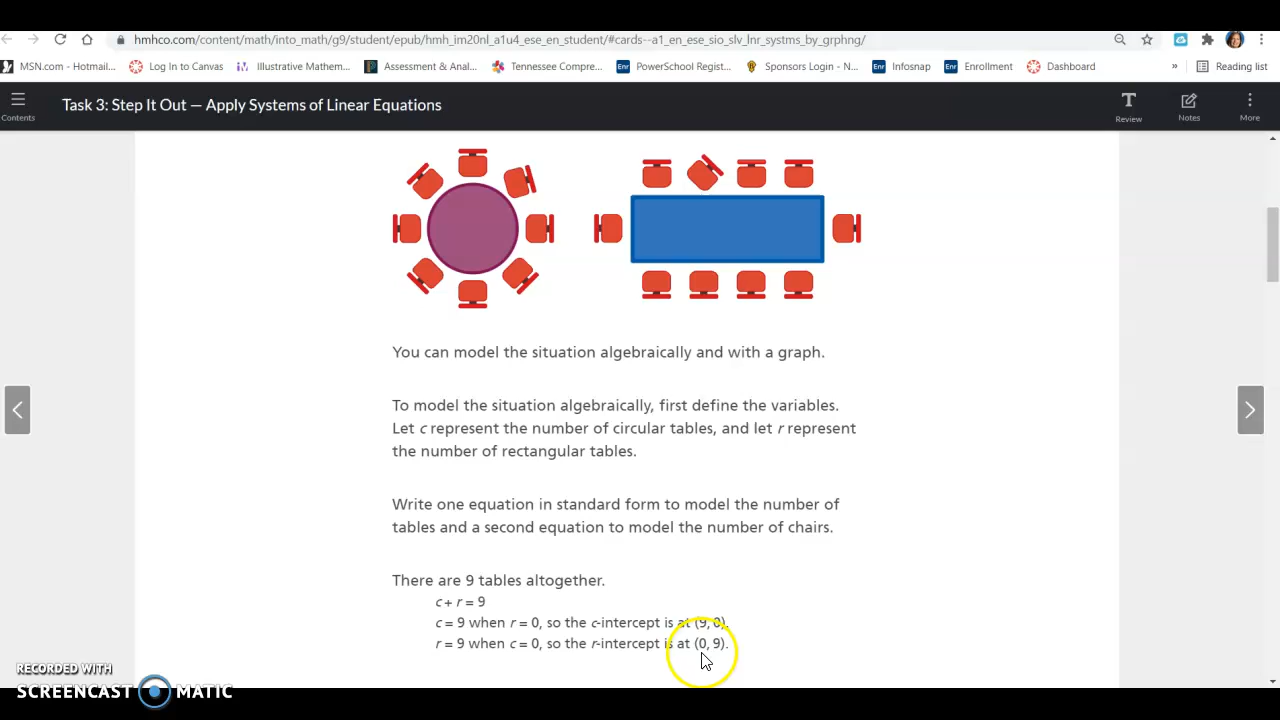 hmhco.com/content/math/into_math/g9/student/epub/hmh_im20nl_a1u4_ese_en_student/#cards--a1_en_ese_sio_slv_lnr_systms_by_grphng/
MSN.com - Hotmail... Log In to Canvas Illustrative Mathem... Assessment & Anal... Tennessee Compre... Enr PowerSchool Regist... Sponsors Login - N... Enr Infosnap Enr Enrollment Dashboard » Reading list
Contents
Task 3: Step It Out — Apply Systems of Linear Equations
Review
Notes
More
You can model the situation algebraically and with a graph.
To model the situation algebraically, first define the variables.
Let c represent the number of circular tables, and let r represent
the number of rectangular tables.
Write one equation in standard form to model the number of
tables and a second equation to model the number of chairs.
There are 9 tables altogether.
c + r = 9
c = 9 when r = 0, so the c-intercept is at (9, 0).
r = 9 when c = 0, so the r-intercept is at (0, 9).
RECORDED WITH
SCREENCAST MATIC